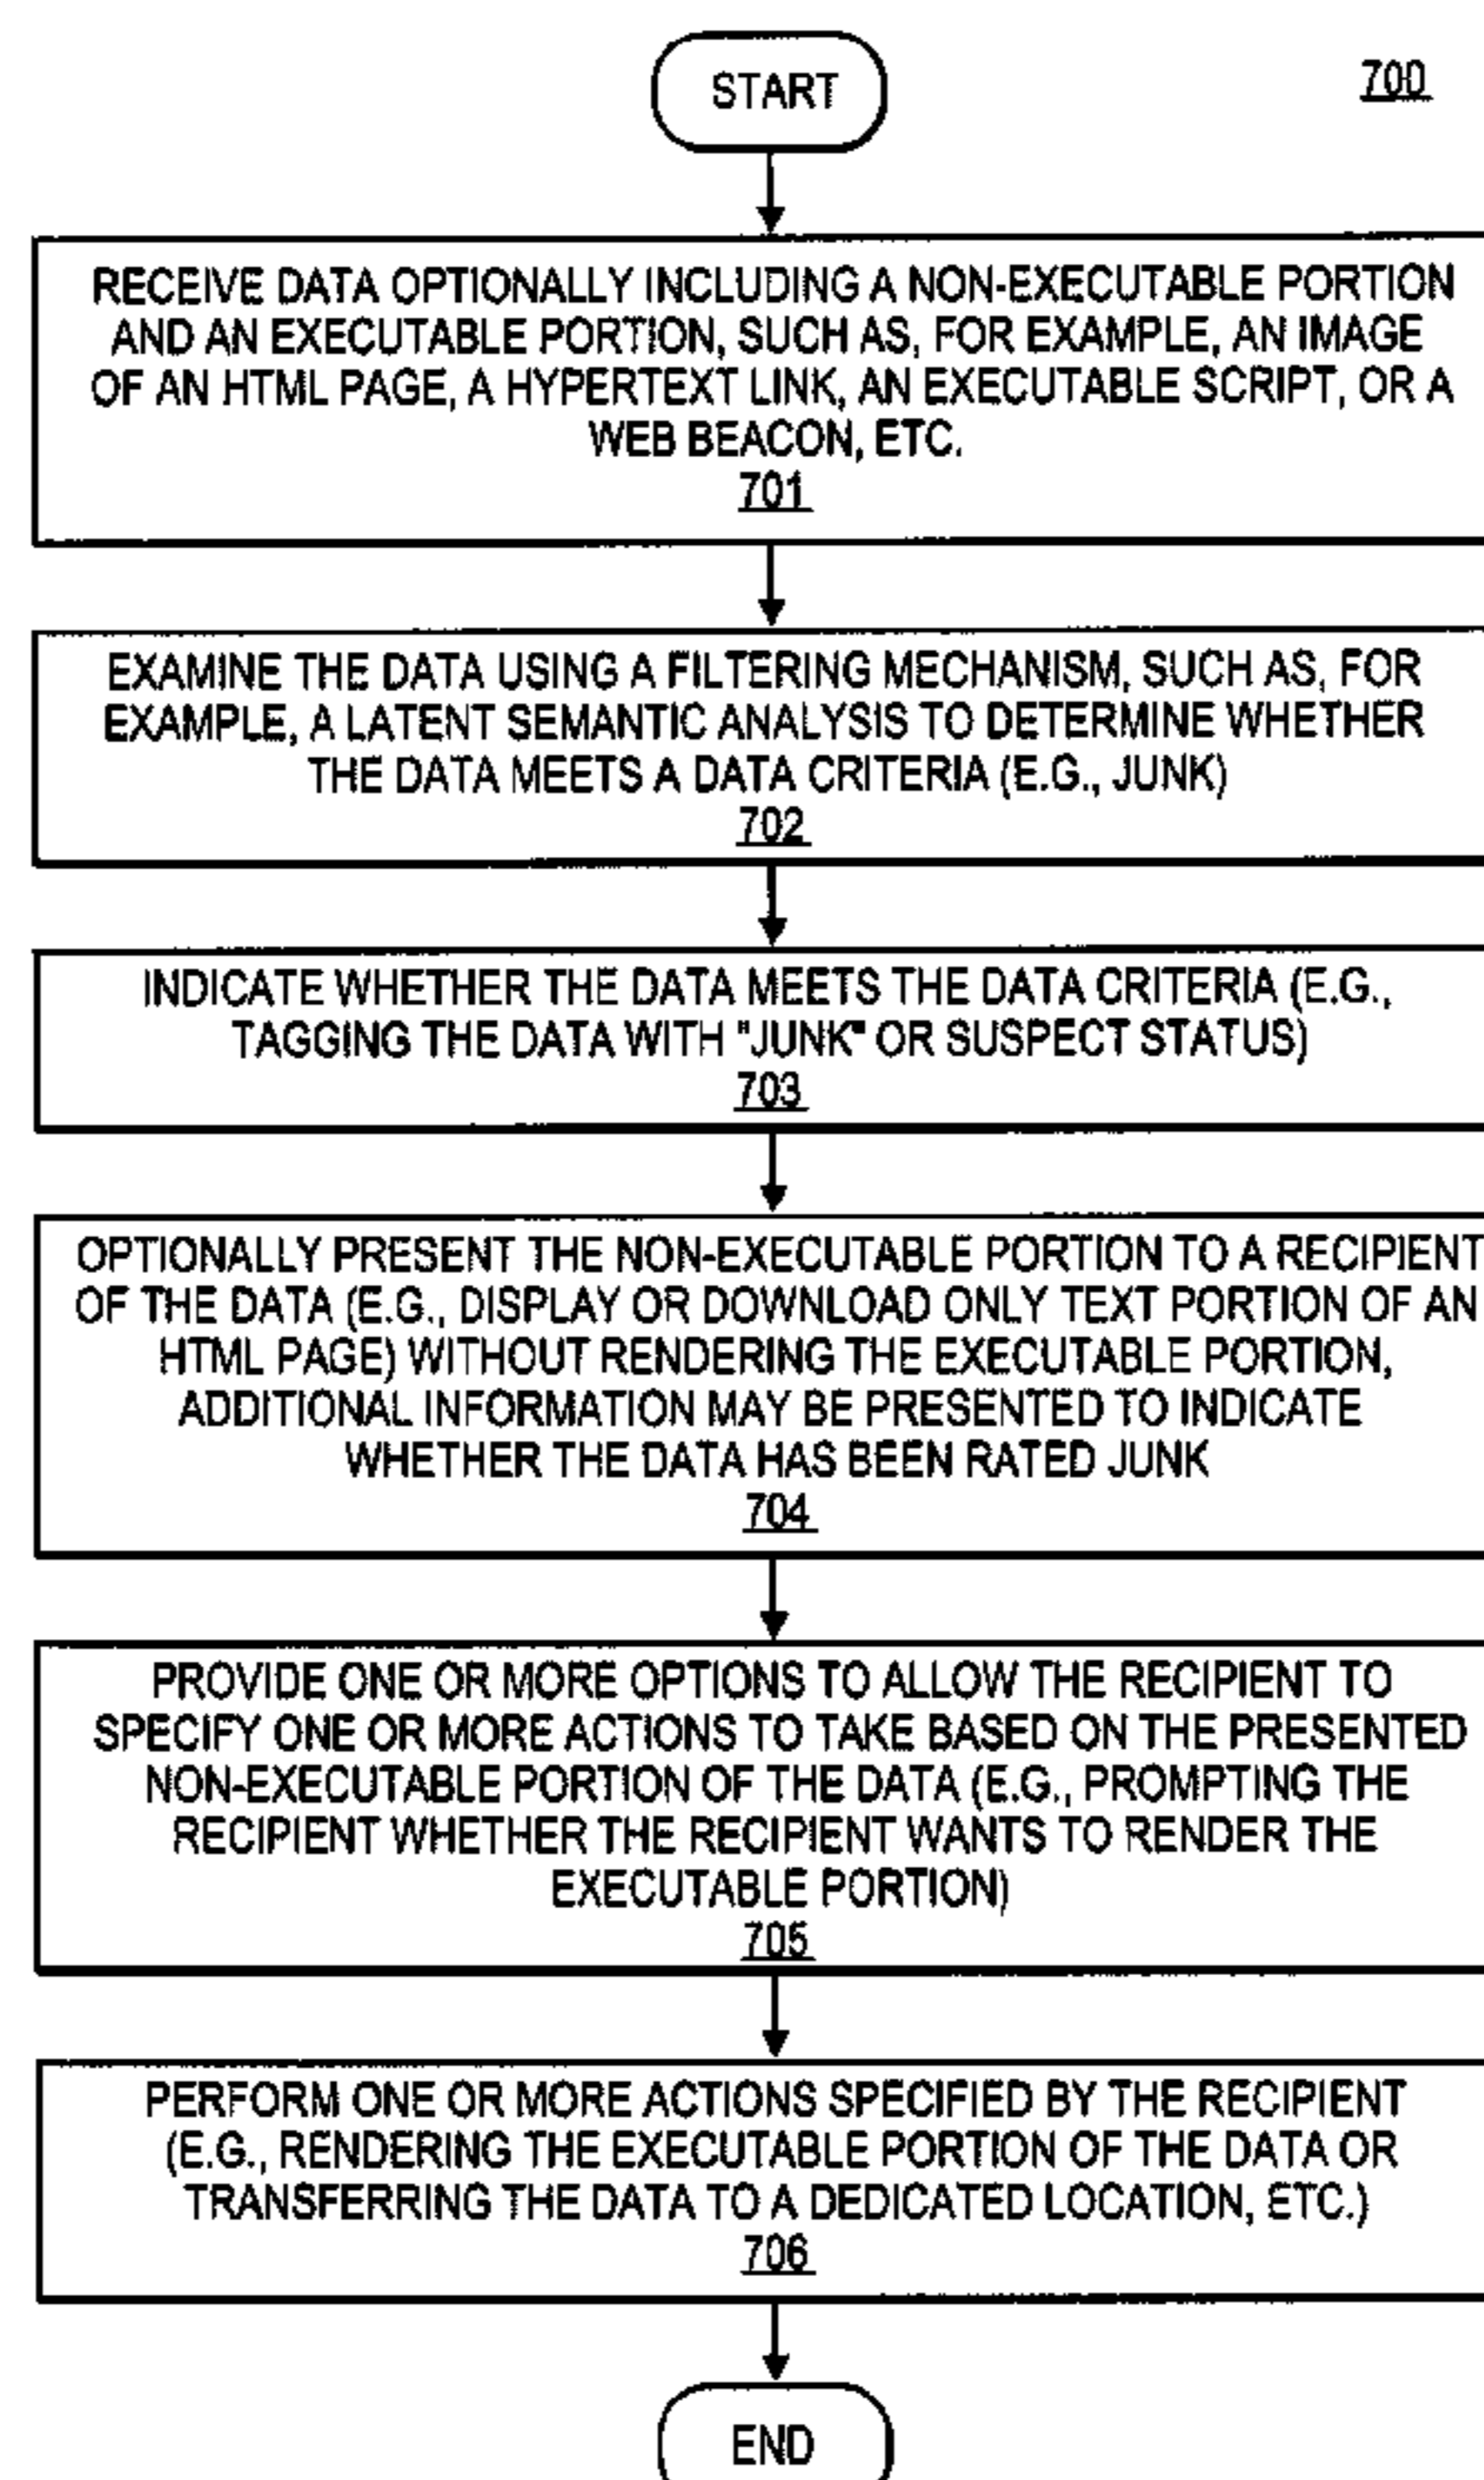 START
700
RECEIVE DATA OPTIONALLY INCLUDING A NON-EXECUTABLE PORTION
AND AN EXECUTABLE PORTION, SUCH AS, FOR EXAMPLE, AN IMAGE
OF AN HTML PAGE, A HYPERTEXT LINK, AN EXECUTABLE SCRIPT, OR A
WEB BEACON, ETC.
701
EXAMINE THE DATA USING A FILTERING MECHANISM, SUCH AS, FOR
EXAMPLE, A LATENT SEMANTIC ANALYSIS TO DETERMINE WHETHER
THE DATA MEETS A DATA CRITERIA (E.G., JUNK)
702
INDICATE WHETHER THE DATA MEETS THE DATA CRITERIA (E.G.,
TAGGING THE DATA WITH "JUNK" OR SUSPECT STATUS)
703
OPTIONALLY PRESENT THE NON-EXECUTABLE PORTION TO A RECIPIENT
OF THE DATA (E.G., DISPLAY OR DOWNLOAD ONLY TEXT PORTION OF AN
HTML PAGE) WITHOUT RENDERING THE EXECUTABLE PORTION,
ADDITIONAL INFORMATION MAY BE PRESENTED TO INDICATE
WHETHER THE DATA HAS BEEN RATED JUNK
704
PROVIDE ONE OR MORE OPTIONS TO ALLOW THE RECIPIENT TO
SPECIFY ONE OR MORE ACTIONS TO TAKE BASED ON THE PRESENTED
NON-EXECUTABLE PORTION OF THE DATA (E.G., PROMPTING THE
RECIPIENT WHETHER THE RECIPIENT WANTS TO RENDER THE
EXECUTABLE PORTION)
705
PERFORM ONE OR MORE ACTIONS SPECIFIED BY THE RECIPIENT
(E.G., RENDERING THE EXECUTABLE PORTION OF THE DATA OR
TRANSFERRING THE DATA TO A DEDICATED LOCATION, ETC.)
706
END